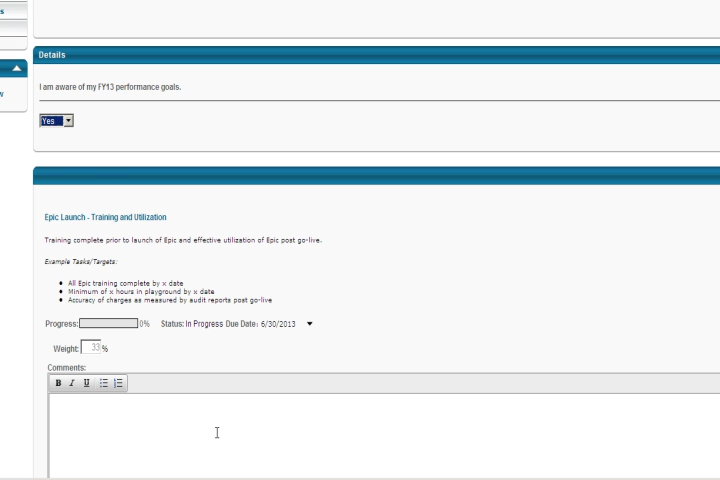 s
Details
w
I am aware of my FY13 performance goals.
Yes
Epic Launch - Training and Utilization
Training complete prior to launch of Epic and effective utilization of Epic post go-live.
Example Tasks/Targets:
All Epic training complete by x date
Minimum of x hours in playground by x date
Accuracy of charges as measured by audit reports post go-live
Progress: 0% Status: In Progress Due Date: 6/30/2013
Weight: 33 %
Comments:
B I U